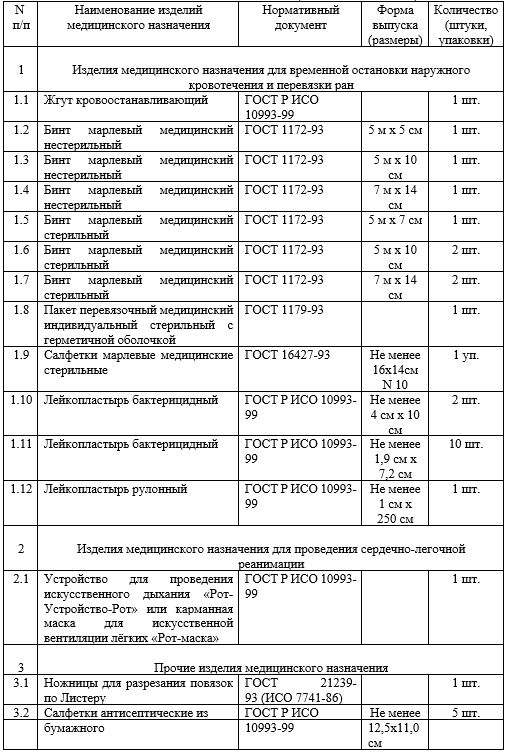 N Наименование изделий Нормативный Форма Количество
п/п медицинского назначения документ выпуска (штуки,
(размеры) упаковки)
1 Изделия медицинского назначения для временной остановки наружного
кровотечения и перевязки ран
1.1 Жгут кровоостанавливающий ГОСТ Р ИСО 1 шт.
10993-99
1.2 Бинт марлевый медицинский ГОСТ 1172-93 5 м х 5 см 1 шт.
нестерильный
1.3 Бинт марлевый медицинский ГОСТ 1172-93 5 м х 10 1 шт.
нестерильный см
1.4 Бинт марлевый медицинский ГОСТ 1172-93 7 м х 14 1 шт.
нестерильный см
1.5 Бинт марлевый медицинский ГОСТ 1172-93 5 м х 7 см 1 шт.
стерильный
1.6 Бинт марлевый медицинский ГОСТ 1172-93 5 м х 10 2 шт.
стерильный см
1.7 Бинт марлевый медицинский ГОСТ 1172-93 7 м х 14 2 шт.
стерильный см
1.8 Пакет перевязочный медицинский ГОСТ 1179-93 1 шт.
индивидуальный стерильный с
герметичной оболочкой
1.9 Салфетки марлевые медицинские ГОСТ 16427-93 Не менее 1 уп.
стерильные 16х14см
N 10
1.10 Лейкопластырь бактерицидный ГОСТ Р ИСО 10993- Не менее 2 шт.
99 4 см х 10
см
1.11 Лейкопластырь бактерицидный ГОСТ Р ИСО 10993- Не менее 10 шт.
99 1,9 см х
7,2 см
1.12 Лейкопластырь рулонный ГОСТ Р ИСО 10993- Не менее 1 шт.
99 1 см х
250 см
2 Изделия медицинского назначения для проведения сердечно-легочной
реанимации
2.1 Устройство для проведения ГОСТ Р ИСО 10993- 1 шт.
искусственного дыхания «Рот- 99
Устройство-Рот» или карманная
маска для искусственной
вентиляции лёгких «Рот-маска»
3 Прочие изделия медицинского назначения
3.1 Ножницы для разрезания повязок ГОСТ 21239- 1 шт.
по Листеру 93 (ИСО 7741-86)
3.2 Салфетки антисептические из ГОСТ Р ИСО Не менее 5 шт.
бумажного 10993-99 12,5х11,0
см